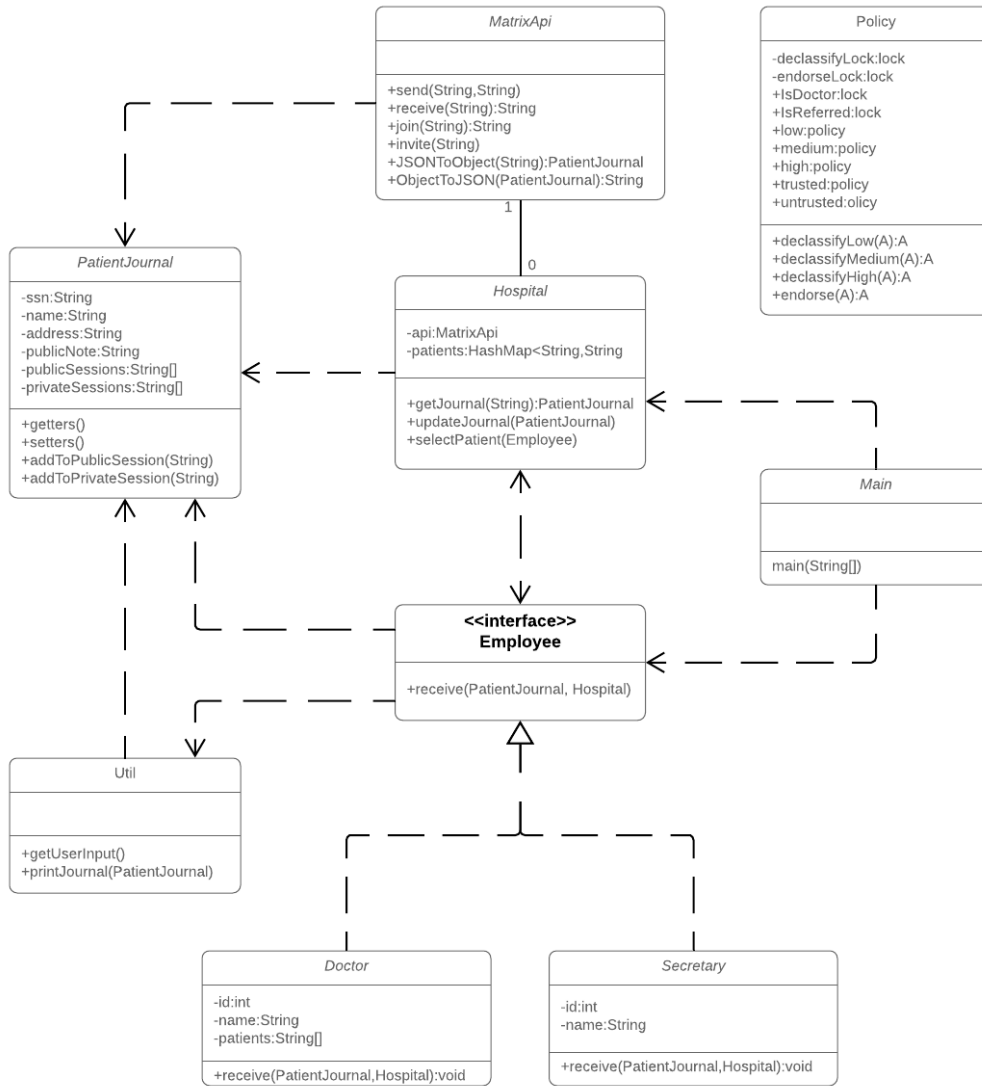 MatrixApi
+send(String,String)
+receive(String):String
+join(String):String
+invite(String)
+JSONToObject(String):PatientJournal
+ObjectToJSON(PatientJournal):String
Policy
-declassifyLock:lock
-endorseLock:lock
+IsDoctor:lock
+IsReferred:lock
+low:policy
+medium:policy
+high:policy
+trusted:policy
+untrusted:olicy
+declassifyLow(A):A
+declassifyMedium(A):A
+declassifyHigh(A):A
+endorse(A):A
1
0
PatientJournal
-ssn:String
-name:String
-address:String
-publicNote:String
-publicSessions:String[]
-privateSessions:String[]
+getters()
+setters()
+addToPublicSession(String)
+addToPrivateSession(String)
Hospital
-api:MatrixApi
-patients:HashMap<String,String
+getJournal(String):PatientJournal
+updateJournal(PatientJournal)
+selectPatient(Employee)
Main
main(String[])
<<interface>>
Employee
+receive(PatientJournal, Hospital)
Util
+getUserInput()
+printJournal(PatientJournal)
Doctor
-id:int
-name:String
-patients:String[]
+receive(PatientJournal,Hospital):void
Secretary
-id:int
-name:String
+receive(PatientJournal,Hospital):void